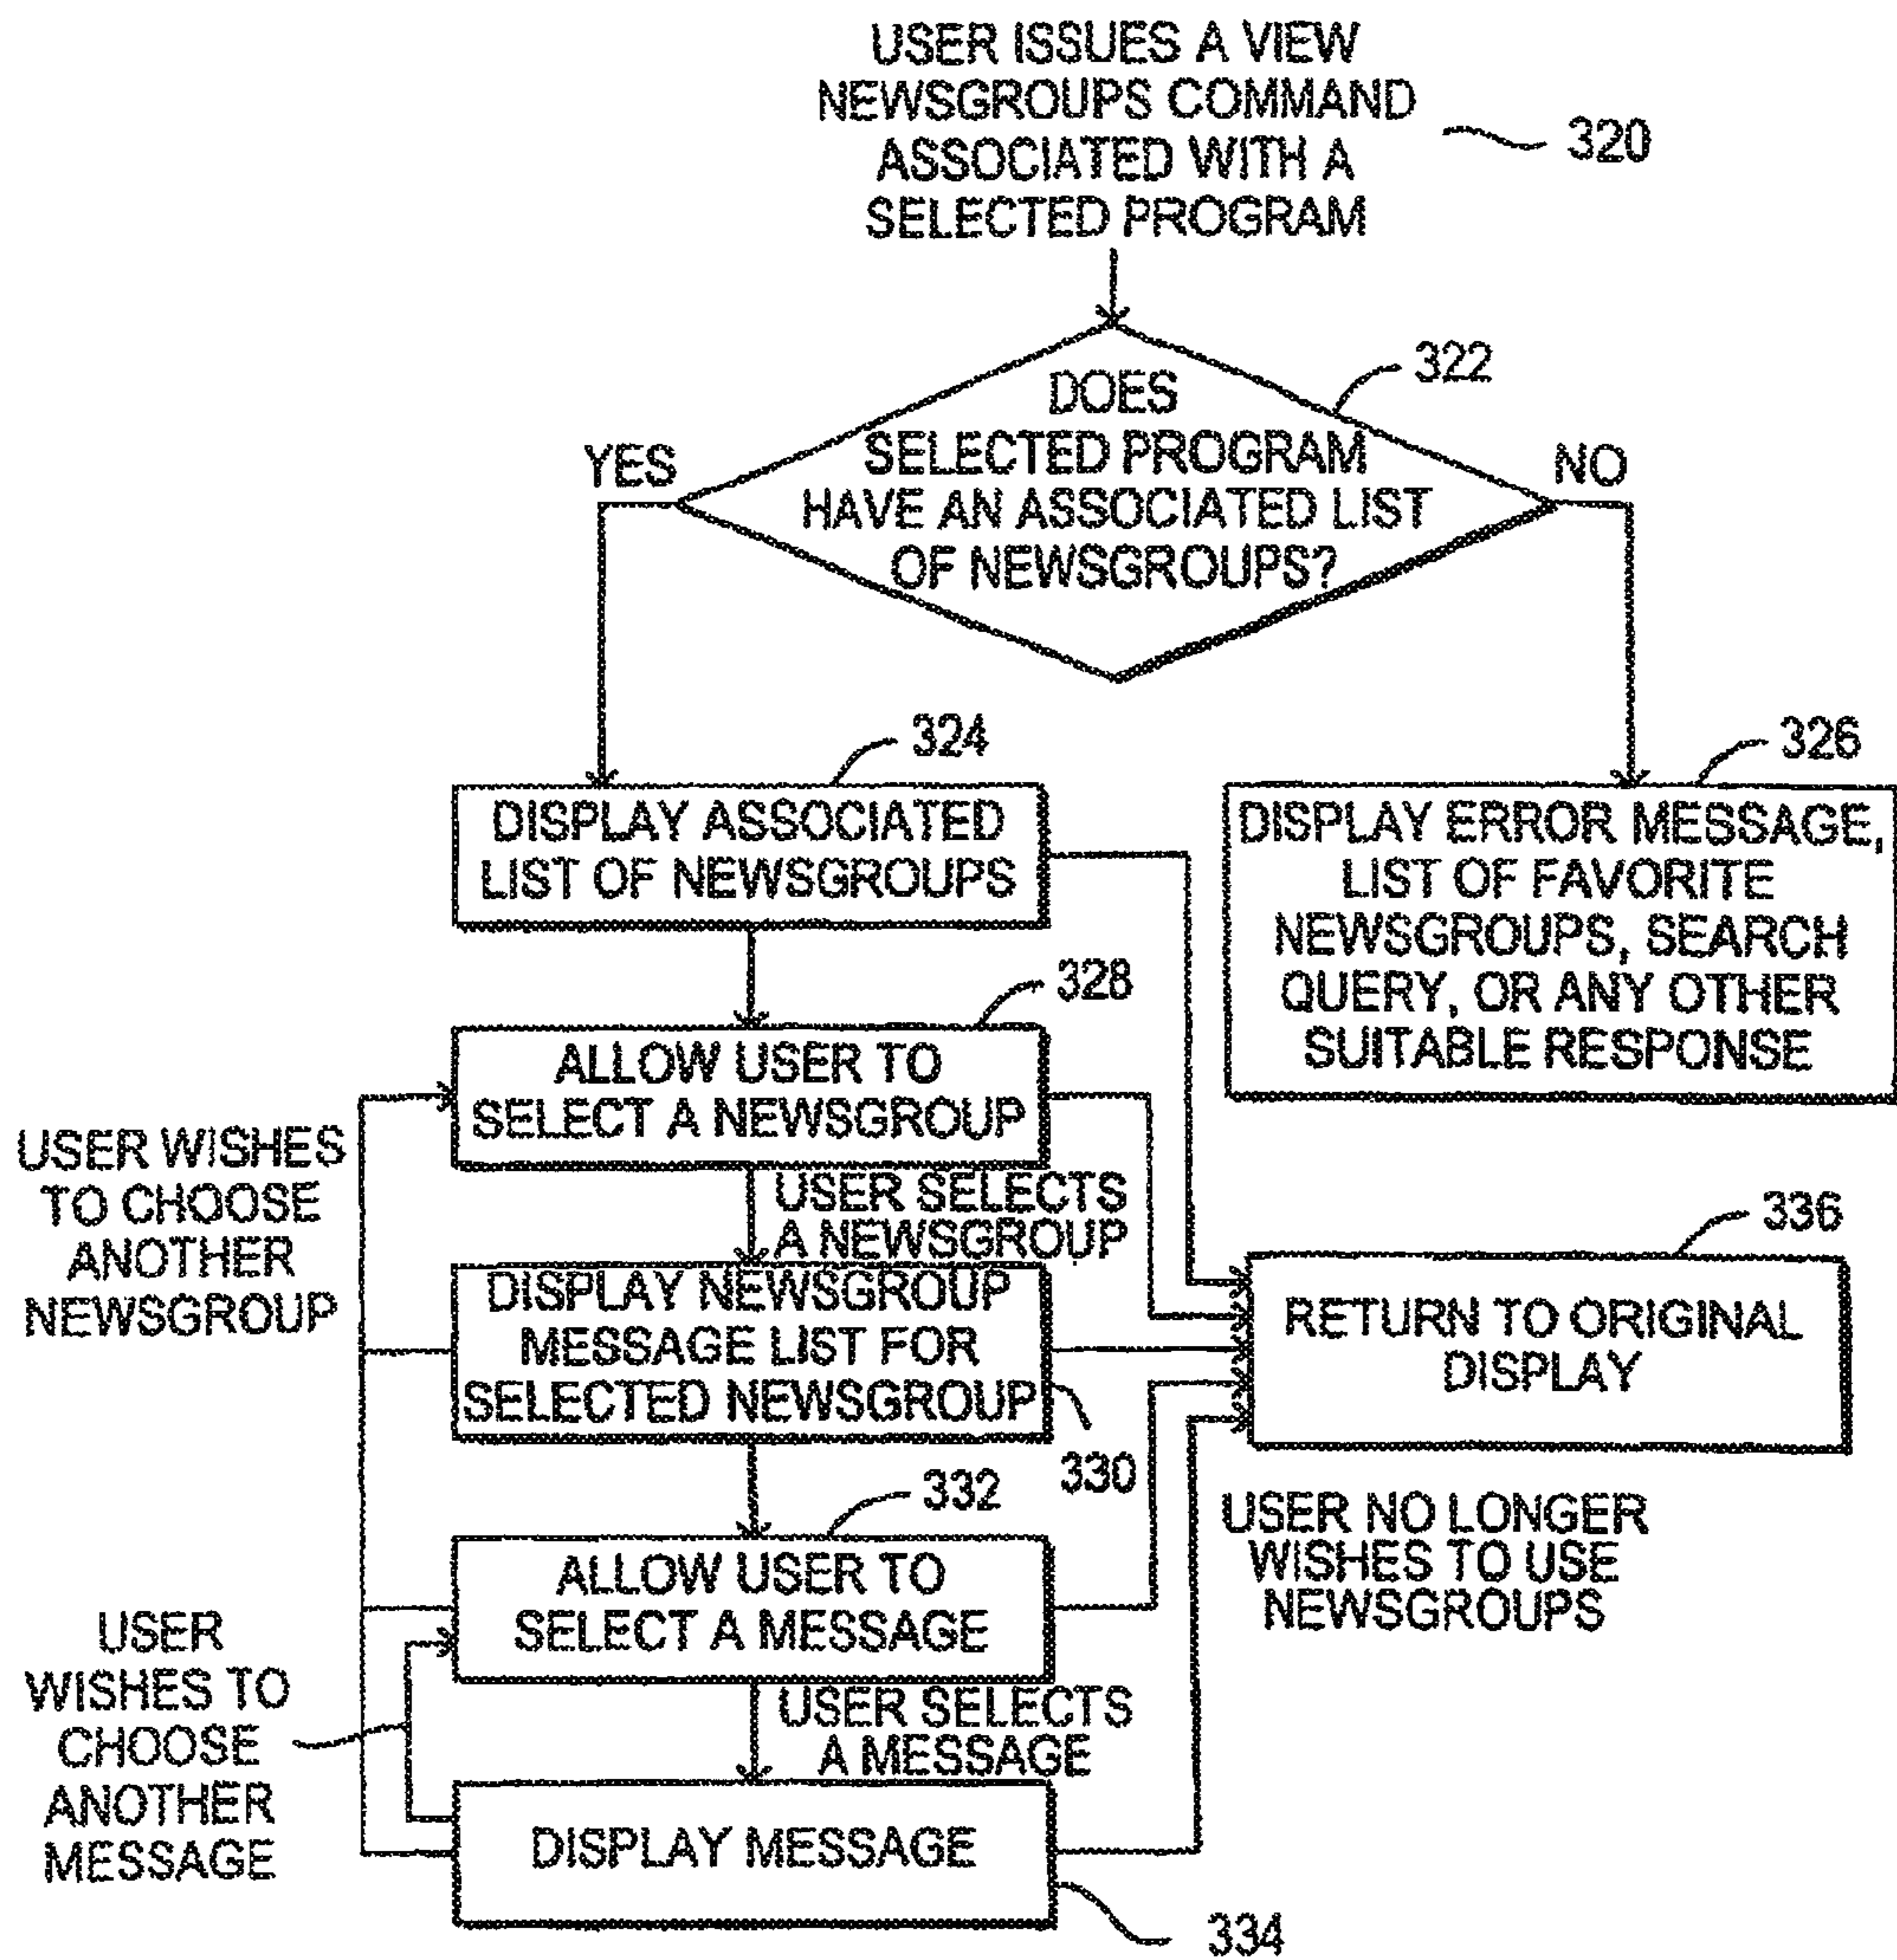 USER ISSUES A VIEW
NEWSGROUPS COMMAND
ASSOCIATED WITH A
SELECTED PROGRAM
320
322
DOES
SELECTED PROGRAM
HAVE AN ASSOCIATED LIST
OF NEWSGROUPS?
YES
NO
324
DISPLAY ASSOCIATED
LIST OF NEWSGROUPS
326
DISPLAY ERROR MESSAGE,
LIST OF FAVORITE
NEWSGROUPS, SEARCH
QUERY, OR ANY OTHER
SUITABLE RESPONSE
328
ALLOW USER TO
SELECT A NEWSGROUP
USER WISHES
TO CHOOSE
ANOTHER
NEWSGROUP
USER SELECTS
A NEWSGROUP
DISPLAY NEWSGROUP
MESSAGE LIST FOR
SELECTED NEWSGROUP
330
336
RETURN TO ORIGINAL
DISPLAY
USER NO LONGER
WISHES TO USE
NEWSGROUPS
332
ALLOW USER TO
SELECT A MESSAGE
USER
WISHES TO
CHOOSE
ANOTHER
MESSAGE
USER SELECTS
A MESSAGE
DISPLAY MESSAGE
334